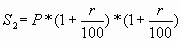 S₂ = P * (1 + r/100) * (1 + r/100)